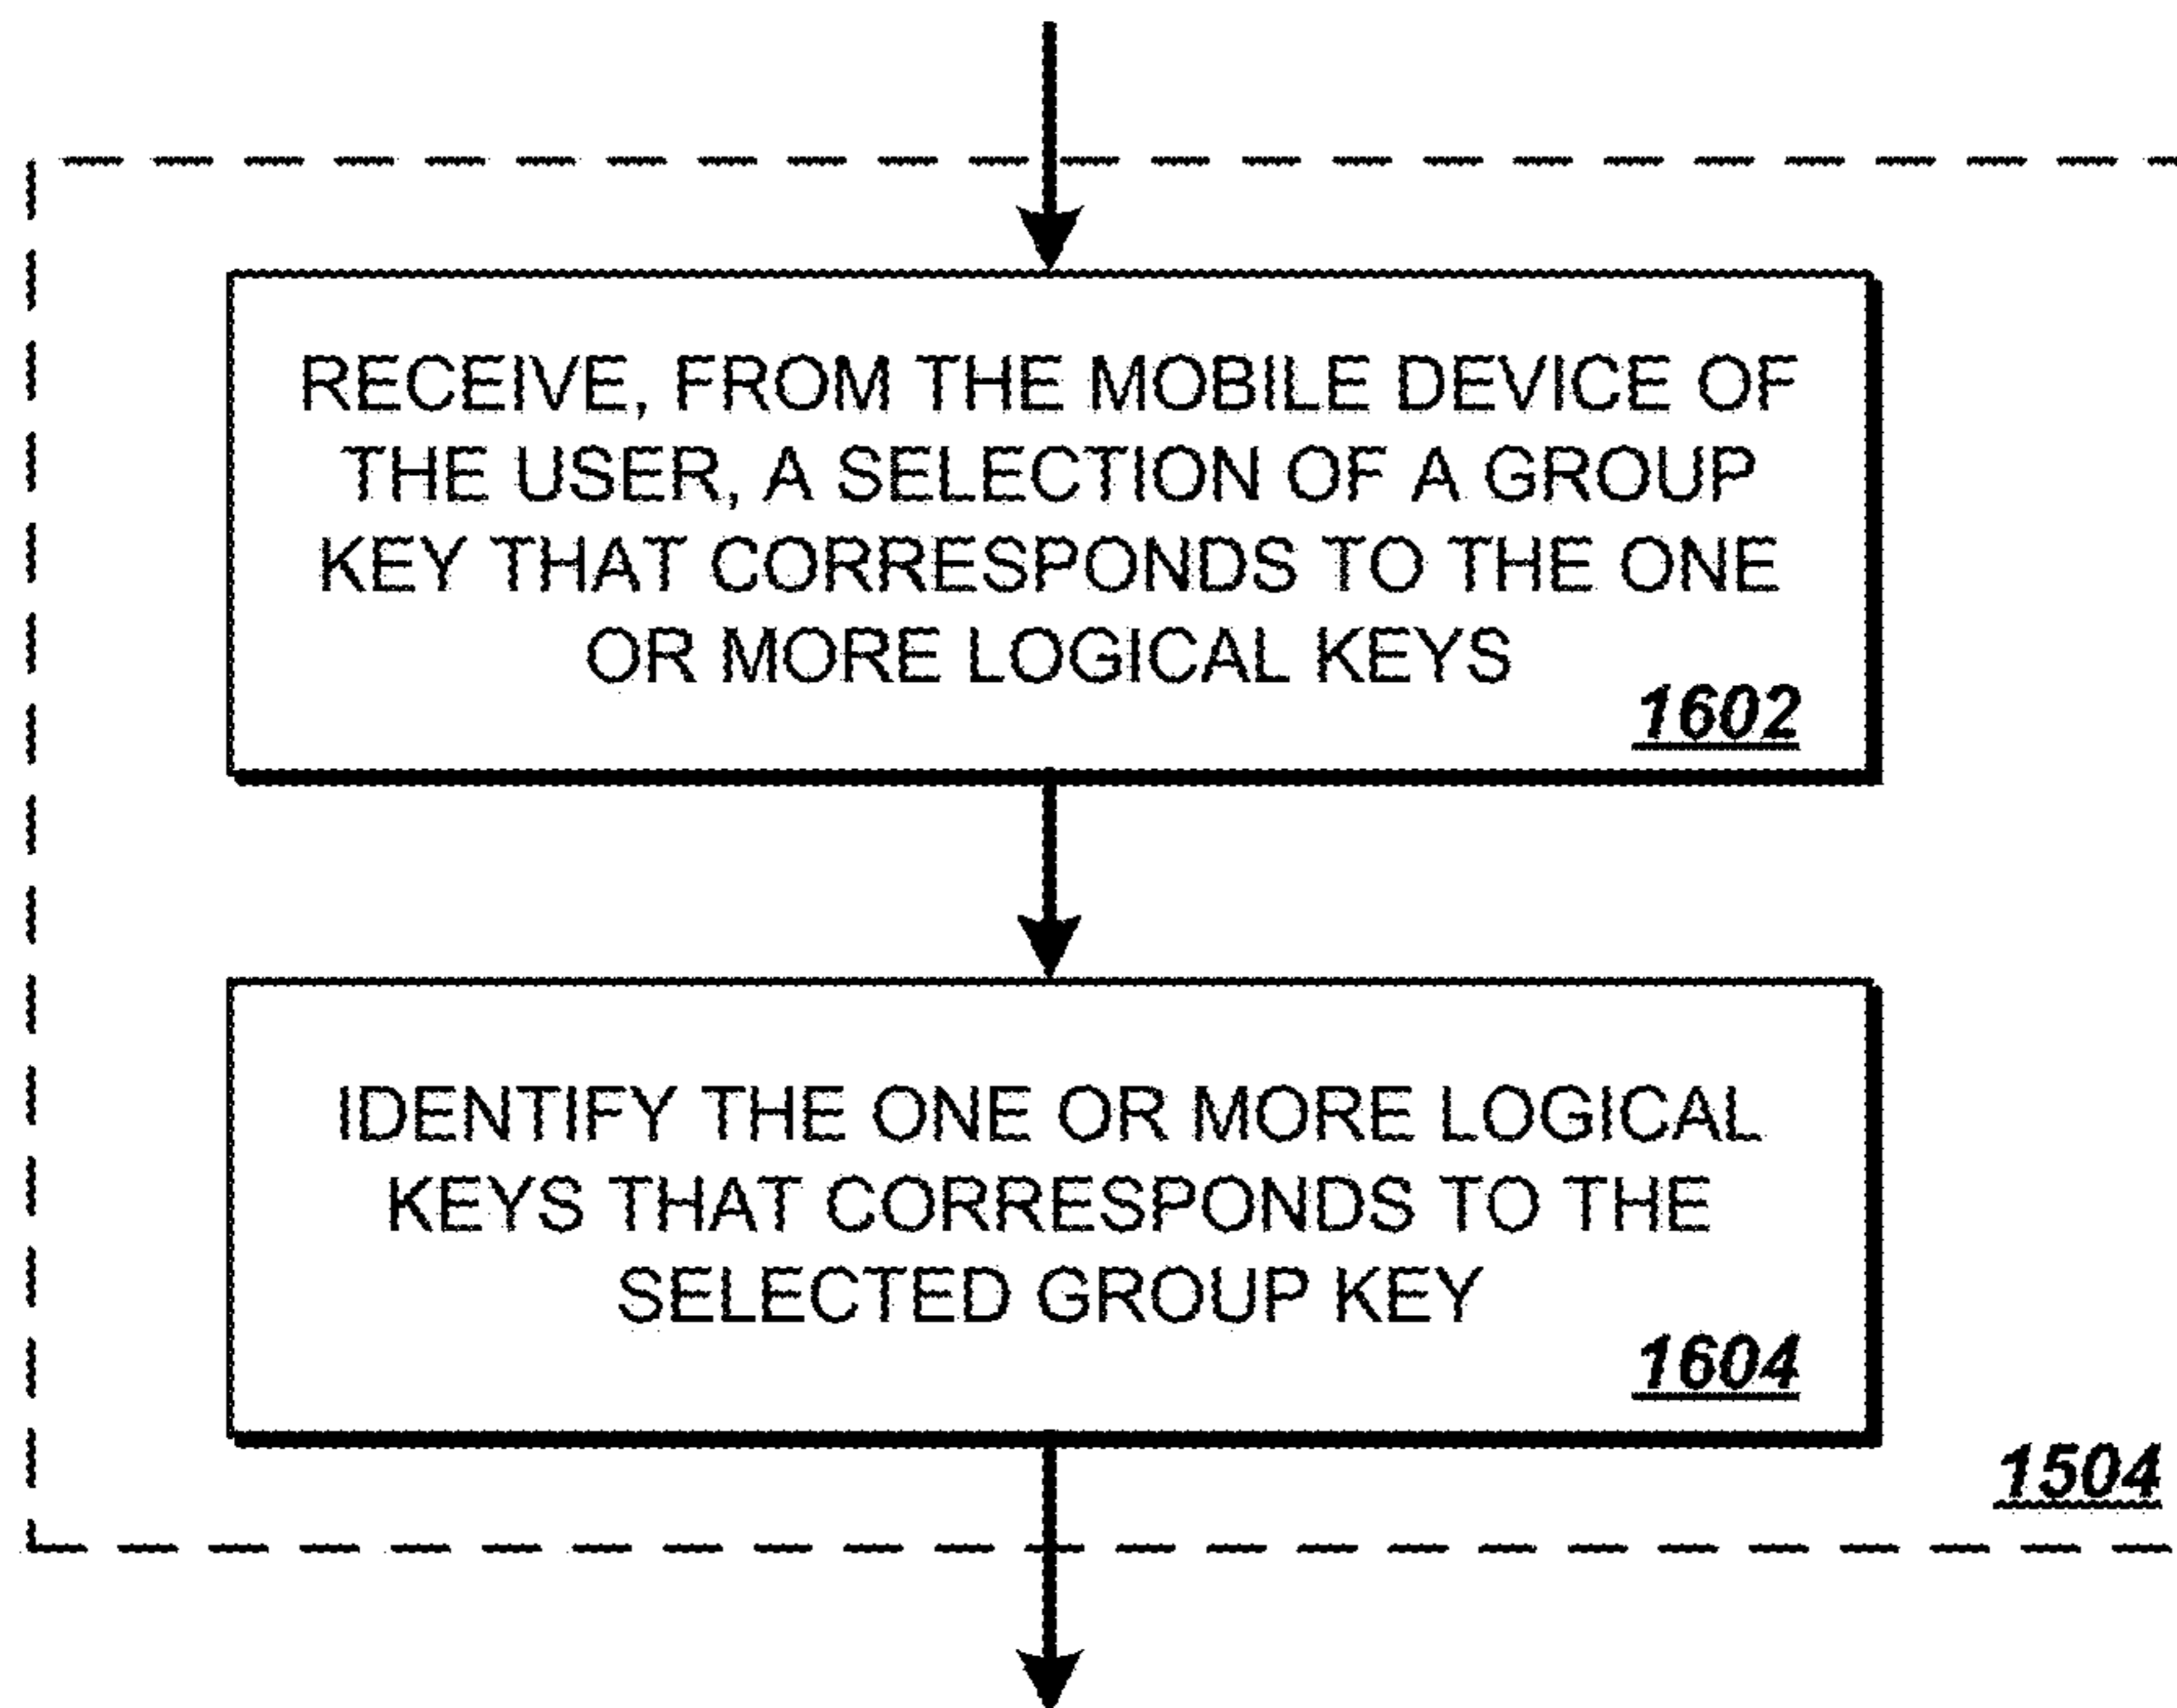 RECEIVE, FROM THE MOBILE DEVICE OF
THE USER, A SELECTION OF A GROUP
KEY THAT CORRESPONDS TO THE ONE
OR MORE LOGICAL KEYS
1602
IDENTIFY THE ONE OR MORE LOGICAL
KEYS THAT CORRESPONDS TO THE
SELECTED GROUP KEY
1604
1504